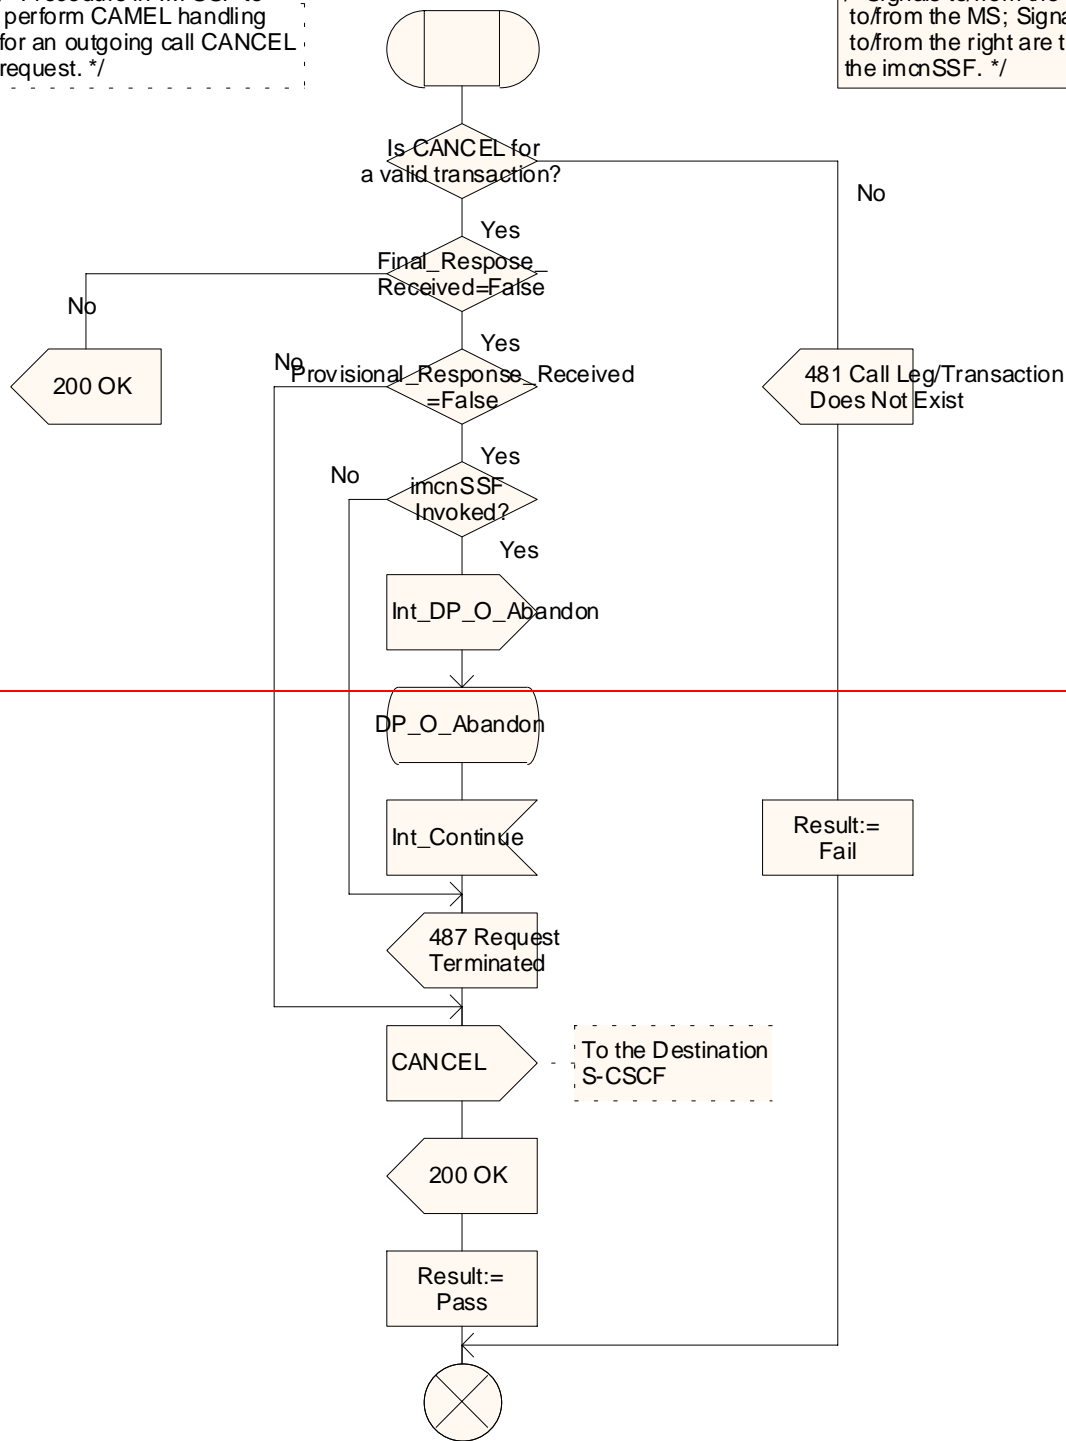 perform CAMEL handling
for an outgoing call CANCEL
request. */
to/from the MS; Signa
to/from the right are t
the imcnSSF. */
Is CANCEL for
a valid transaction?
No
Yes
Final_Respose_
Received=False
No
Yes
200 OK
No
Provisional_Response_Received
=False
481 Call Leg/Transaction
Does Not Exist
Yes
No
imcnSSF
Invoked?
Yes
Int_DP_O_Abandon
DP_O_Abandon
Int_Continue
Result:=
Fail
487 Request
Terminated
CANCEL
To the Destination
S-CSCF
200 OK
Result:=
Pass